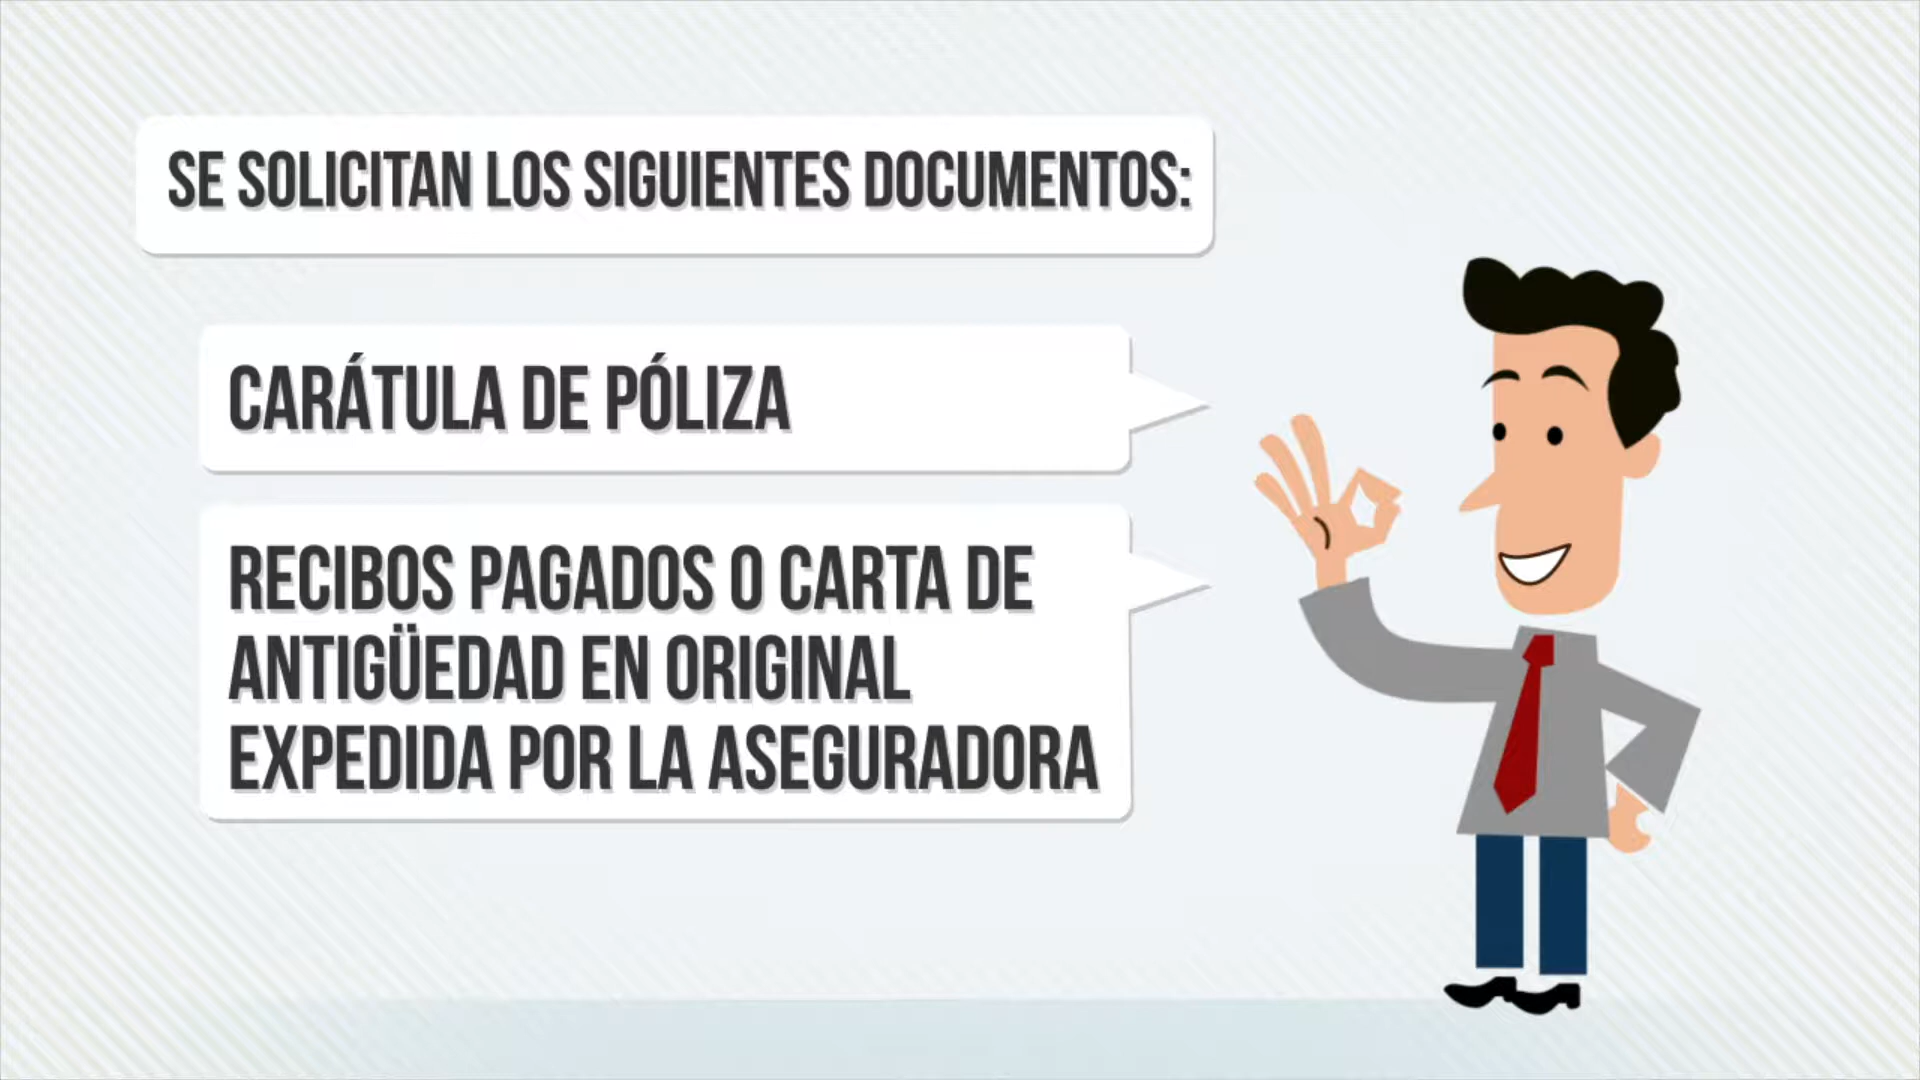 SE SOLICITAN LOS SIGUIENTES DOCUMENTOS:
CARÁTULA DE PÓLIZA
RECIBOS PAGADOS O CARTA DE
ANTIGÜEDAD EN ORIGINAL
EXPEDIDA POR LA ASEGURADORA